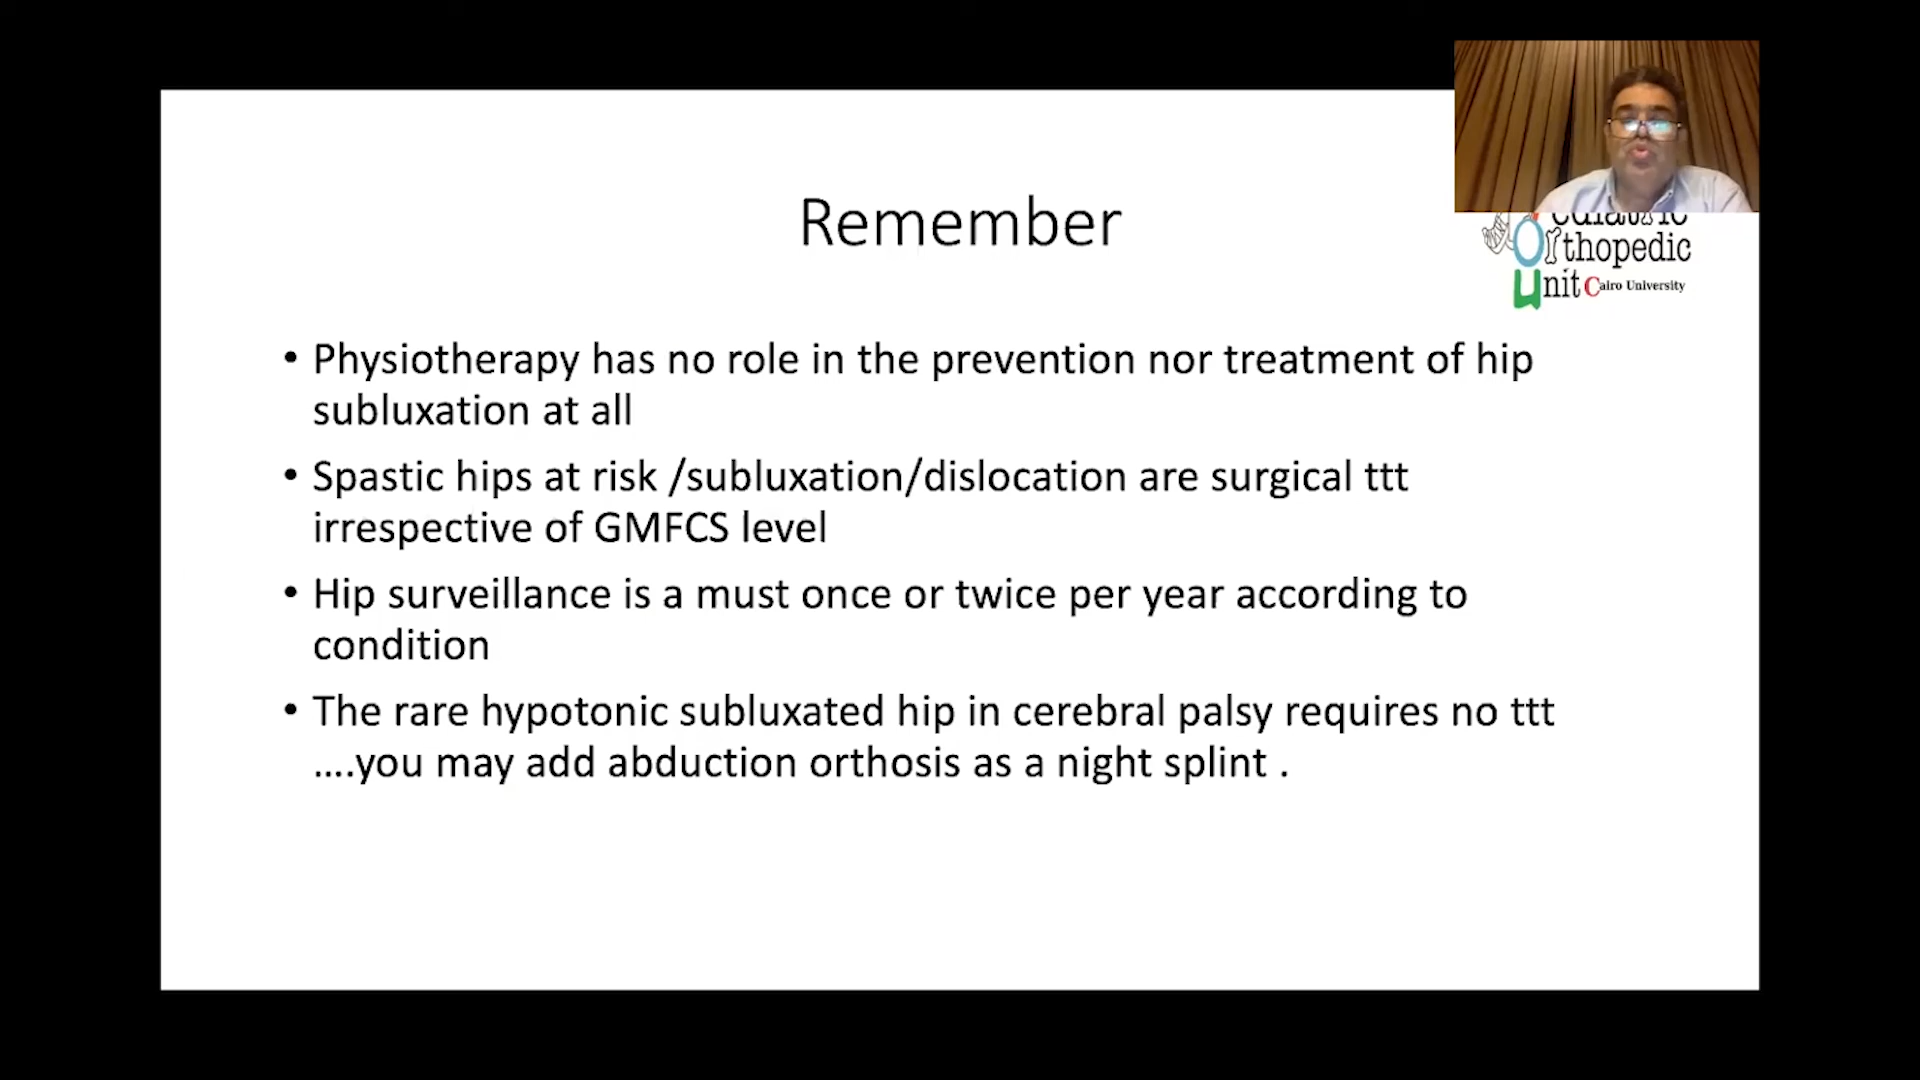 Remember
rthopedic
Unit Cairo University
• Physiotherapy has no role in the prevention nor treatment of hip
subluxation at all
• Spastic hips at risk /subluxation/dislocation are surgical ttt
irrespective of GMFCS level
• Hip surveillance is a must once or twice per year according to
condition
• The rare hypotonic subluxated hip in cerebral palsy requires no ttt
....you may add abduction orthosis as a night splint .